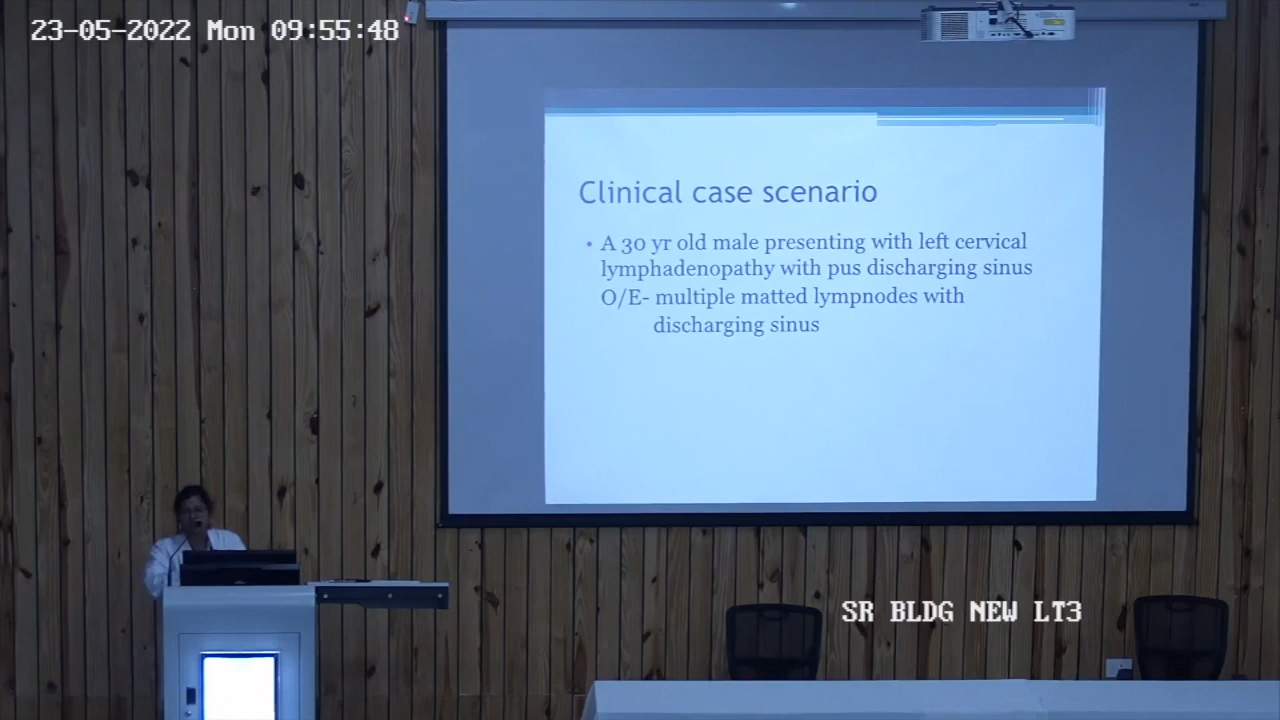 23-05-2022 Mon 09:55:48
Clinical case scenario
• A 30 yr old male presenting with left cervical
lymphadenopathy with pus discharging sinus
O/E- multiple matted lympnodes with
discharging sinus
SR BLDG NEW LT3